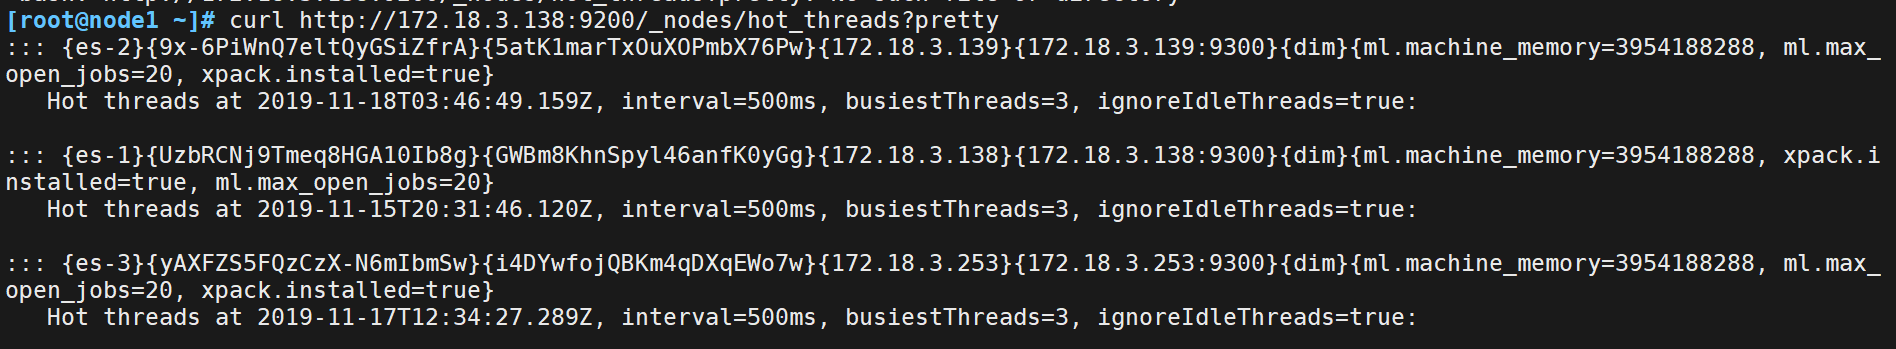 [root@node1 ~]# curl http://172.18.3.138:9200/_nodes/hot_threads?pretty
::: {es-2}{9x-6PiWnQ7eltQyGSiZfrA}{5atK1marTxOuXOPmbX76Pw}{172.18.3.139}{172.18.3.139:9300}{dim}{ml.machine_memory=3954188288, ml.max_
open_jobs=20, xpack.installed=true}
   Hot threads at 2019-11-18T03:46:49.159Z, interval=500ms, busiestThreads=3, ignoreIdleThreads=true:
::: {es-1}{UzbRCNj9Tmeq8HGA10Ib8g}{GWBm8KhnSpyl46anfK0yGg}{172.18.3.138}{172.18.3.138:9300}{dim}{ml.machine_memory=3954188288, xpack.i
nstalled=true, ml.max_open_jobs=20}
   Hot threads at 2019-11-15T20:31:46.120Z, interval=500ms, busiestThreads=3, ignoreIdleThreads=true:
::: {es-3}{yAXFZS5FQzCzX-N6mIbmSw}{i4DYwfojQBKm4qDXqEWo7w}{172.18.3.253}{172.18.3.253:9300}{dim}{ml.machine_memory=3954188288, ml.max_
open_jobs=20, xpack.installed=true}
   Hot threads at 2019-11-17T12:34:27.289Z, interval=500ms, busiestThreads=3, ignoreIdleThreads=true: